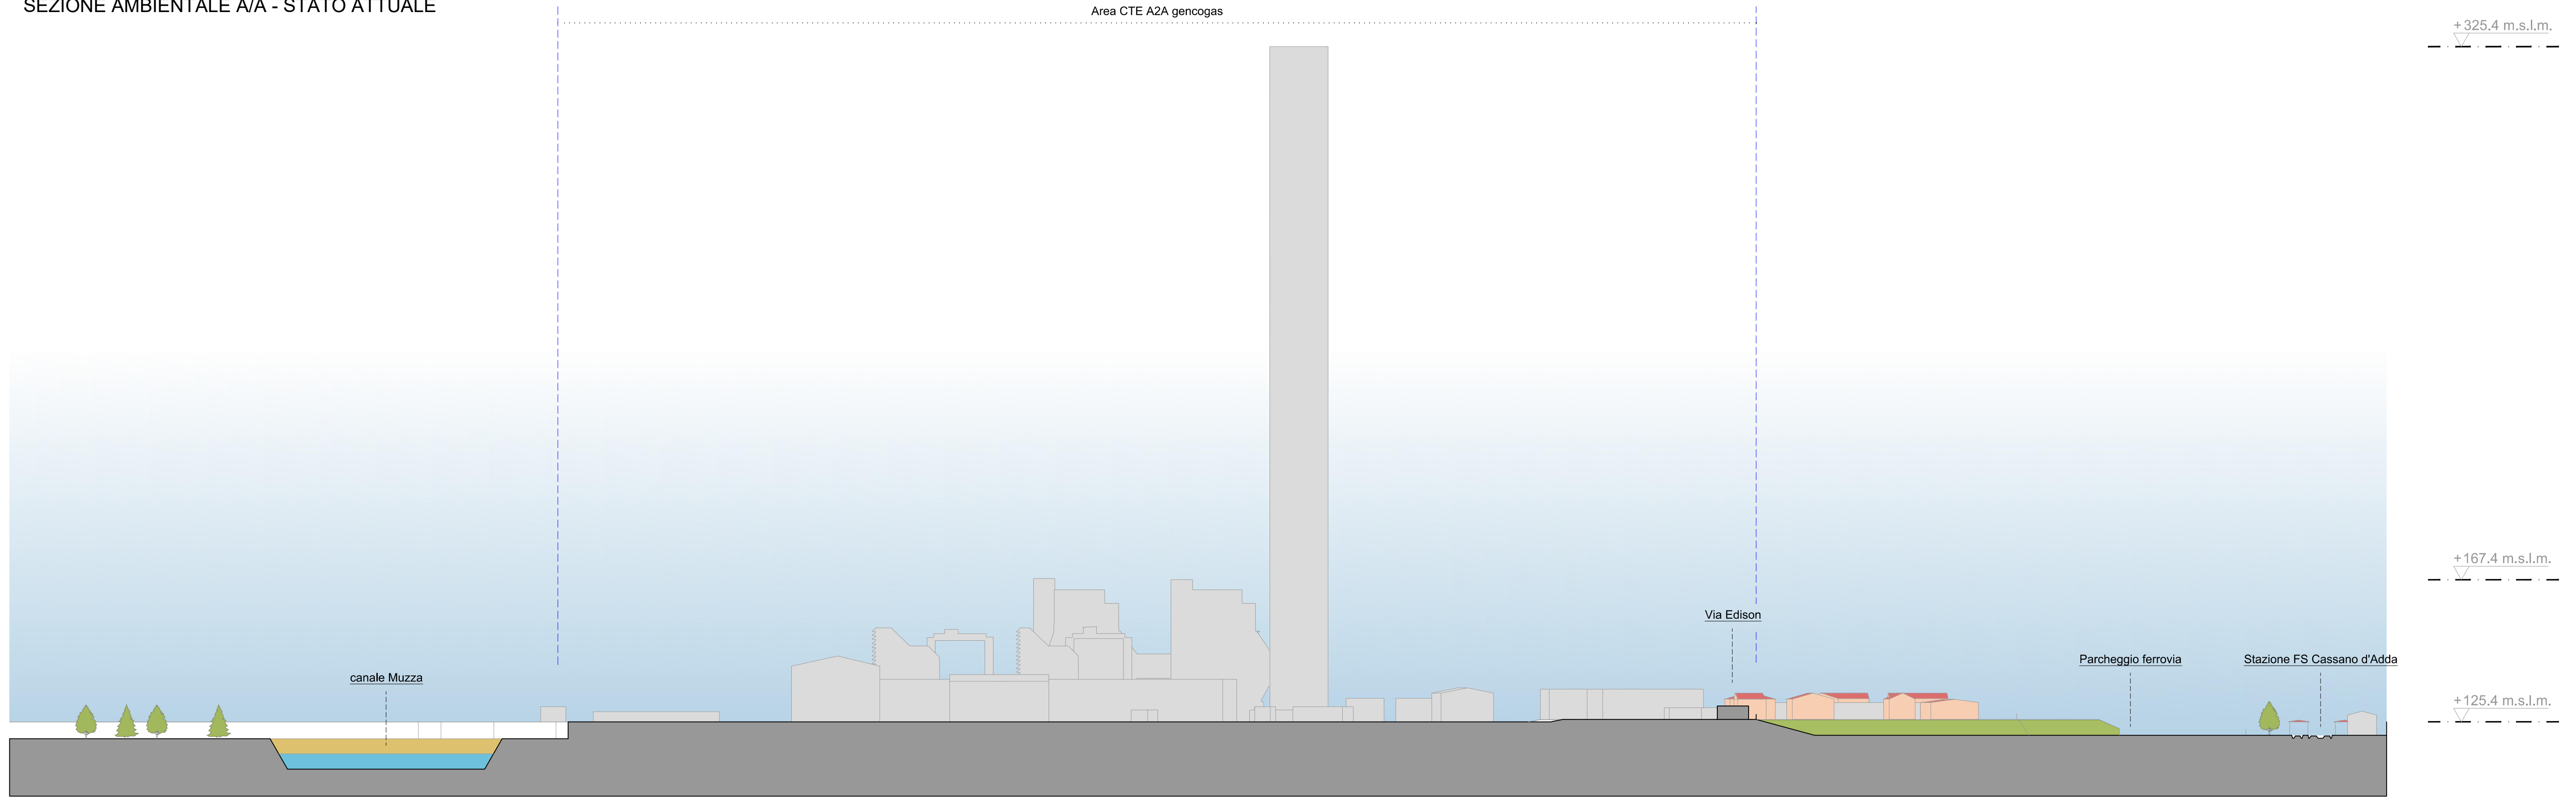 SEZIONE AMBIENTALE A/A - STATO ATTUALE
Area CTE A2A gencogas
+325.4 m.s.l.m.
+167.4 m.s.l.m.
Via Edison
Parcheggio ferrovia
Stazione FS Cassano d'Adda
canale Muzza
+125.4 m.s.l.m.